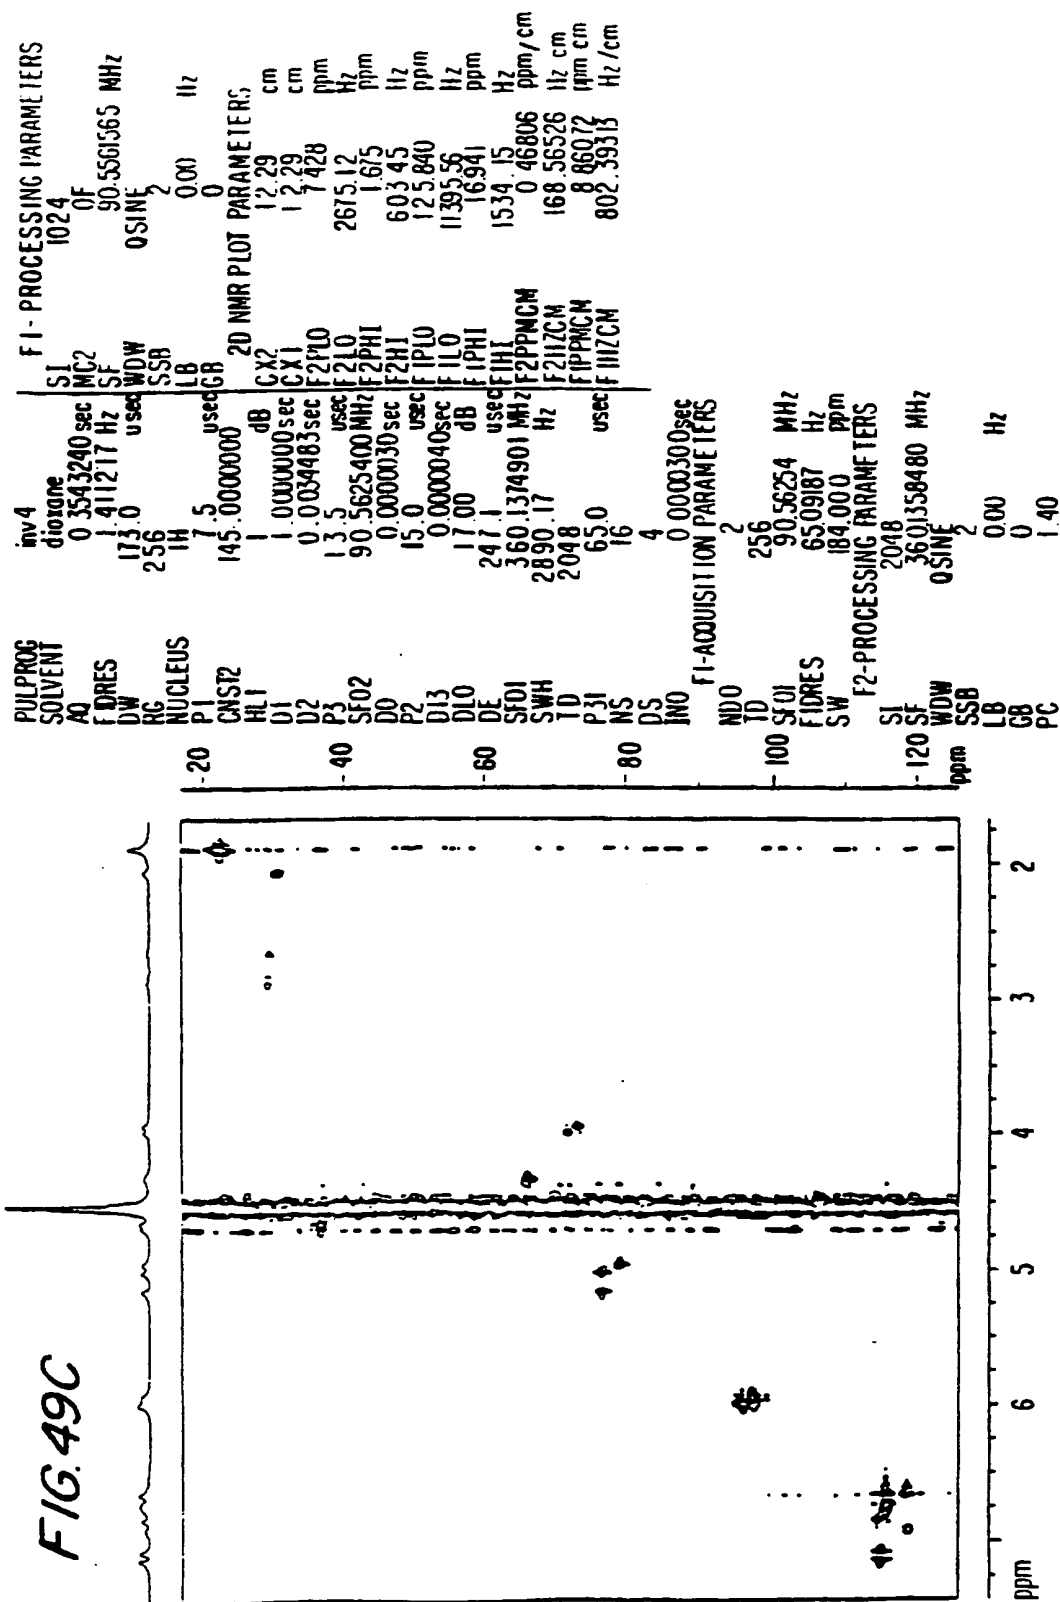 FIG. 49C
PULPROG inv4
SOLVENT dioxane
AQ 0.3543240 sec
FIDRES 1.411217 Hz
DW 173.0 usec
RG 256
NUCLEUS 1H
P1 7.5 usec
CNST2 145.0000000
HL1 1 dB
D1 1.0000000 sec
D2 0.0034483 sec
P3 13.5 usec
SFO2 90.5625400 MHz
D0 0.0000030 sec
P2 15.0 usec
D13 0.0000040 sec
DL0 17.00 dB
DE 247.1 usec
SFO1 360.1374901 MHz
SWH 2890.17 Hz
TD 2048
P31 65.0 usec
NS 16
DS 4
IN0 0.0000300 sec
F1-ACQUISITION PARAMETERS
ND0 2
TD 256
SFO1 90.56254 MHz
FIDRES 65.09187 Hz
SW 184.000 ppm
F2-PROCESSING PARAMETERS
SI 2048
SF 360.1358480 MHz
WDW QSINE
SSB 2
LB 0.00 Hz
GB 0
PC 1.40
F1- PROCESSING PARAMETERS
SI 1024
MC2 QF
SF 90.5561565 MHz
WDW QSINE
SSB 2
LB 0.00 Hz
GB 0
2D NMR PLOT PARAMETERS
CX2 12.29 cm
CX1 12.29 cm
F2PLO 7.428 ppm
F2LO 2675.12 Hz
F2PHI 1.675 ppm
F2HI 603.45 Hz
F1PLO 125.840 ppm
F1LO 11395.56 Hz
F1PHI 16.941 ppm
F1HI 1534.15 Hz
F2PPMCM 0.46806 ppm/cm
F2HZCM 168.56526 Hz cm
F1PPMCM 8.86072 ppm cm
F1HZCM 802.39313 Hz/cm
20
40
60
80
100
120
ppm
ppm 6 5 4 3 2